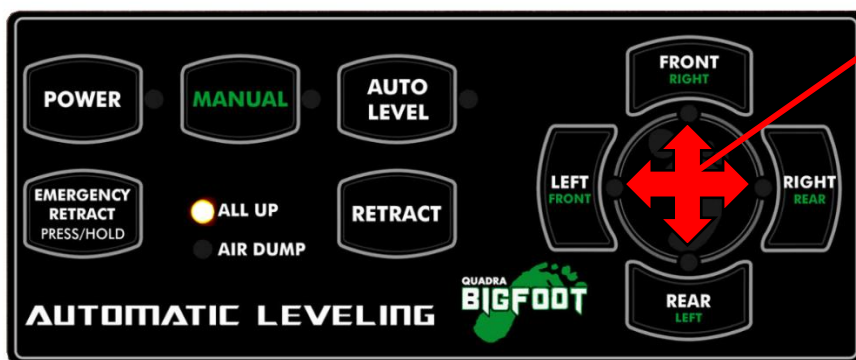 POWER
MANUAL
AUTO
LEVEL
FRONT
RIGHT
LEFT
FRONT
RIGHT
REAR
EMERGENCY
RETRACT
PRESS/HOLD
ALL UP
AIR DUMP
RETRACT
REAR
LEFT
AUTOMATIC LEVELING
QUADRA
BIGFOOT